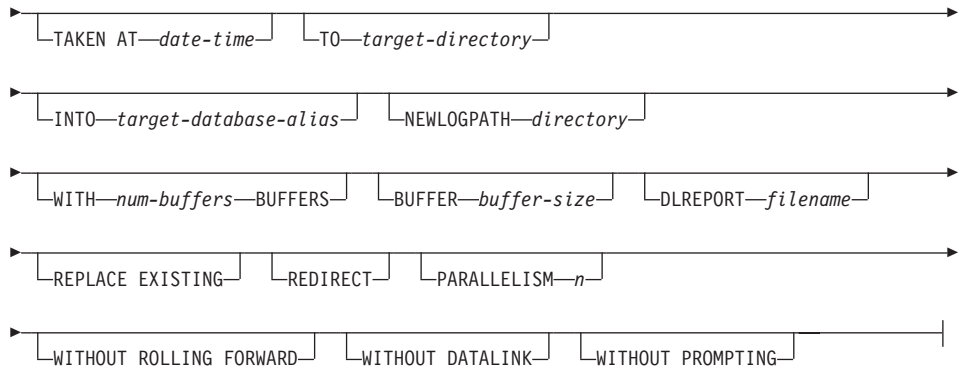 TAKEN AT date-time TO target-directory
INTO target-database-alias NEWLOGPATH directory
WITH num-buffers BUFFERS BUFFER buffer-size DLREPORT filename
REPLACE EXISTING REDIRECT PARALLELISM n
WITHOUT ROLLING FORWARD WITHOUT DATALINK WITHOUT PROMPTING